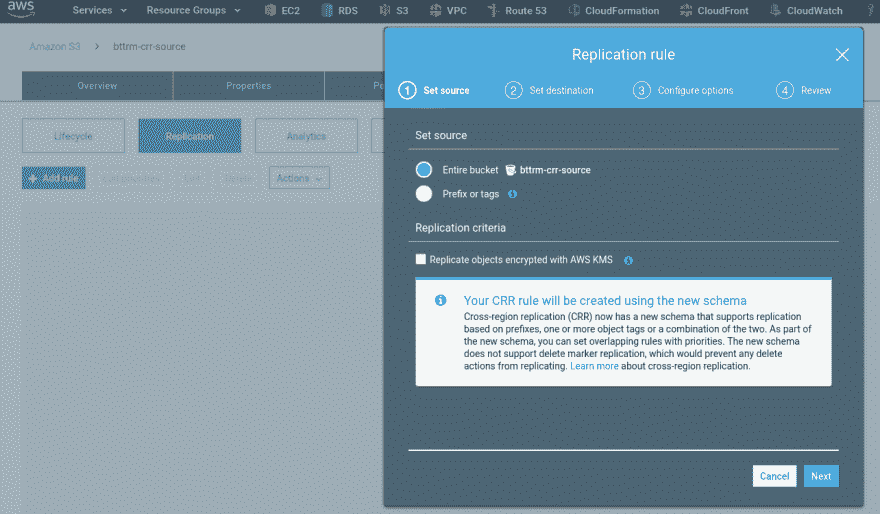 aws
Services
Resource Groups
EC2
RDS
S3
VPC
Route 53
CloudFormation
CloudFront
CloudWatch
Amazon S3 > bttrm-crr-source
Overview
Properties
Pe
Lifecycle
Replication
Analytics
+ Add rule
Actions
Replication rule
1 Set source
2 Set destination
3 Configure options
4 Review
Set source
Entire bucket bttrm-crr-source
Prefix or tags
Replication criteria
Replicate objects encrypted with AWS KMS
Your CRR rule will be created using the new schema
Cross-region replication (CRR) now has a new schema that supports replication
based on prefixes, one or more object tags or a combination of the two. As part of
the new schema, you can set overlapping rules with priorities. The new schema
does not support delete marker replication, which would prevent any delete
actions from replicating. Learn more about cross-region replication.
Cancel
Next